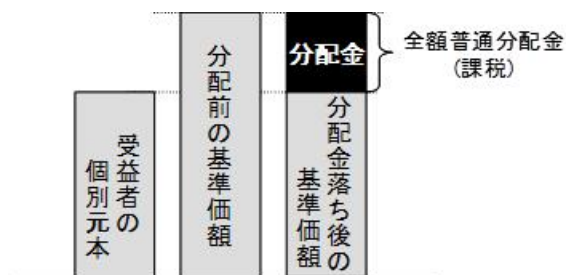 受益者の
個別元本
分配前の基準価額
分配金
分配金落ち後の
基準価額
全額普通分配金
(課税)